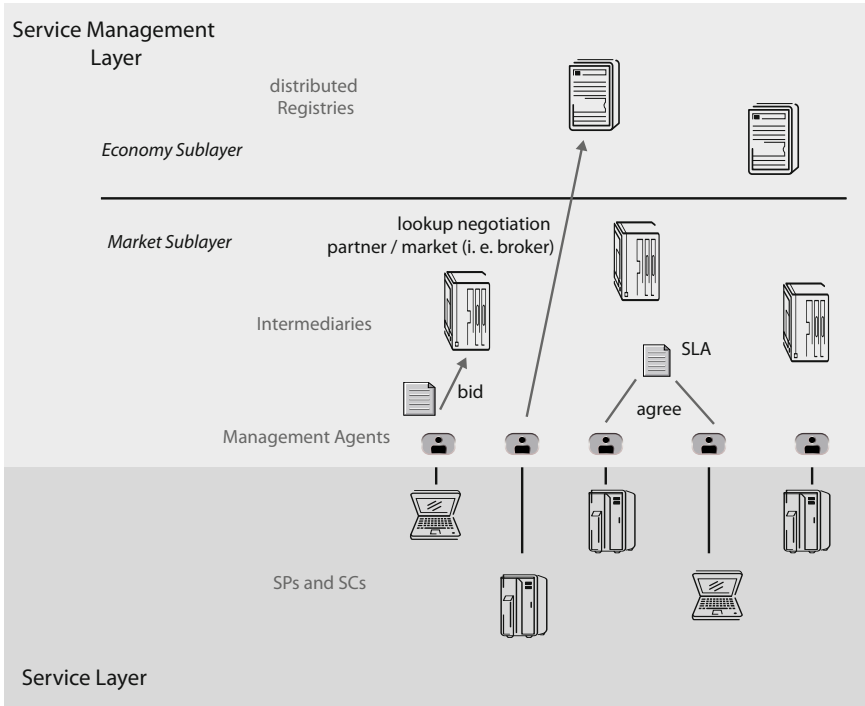 Service Management
Layer
distributed
Registries
Economy Sublayer
Market Sublayer
lookup negotiation
partner / market (i. e. broker)
Intermediaries
SLA
bid
agree
Management Agents
SPs and SCs
Service Layer